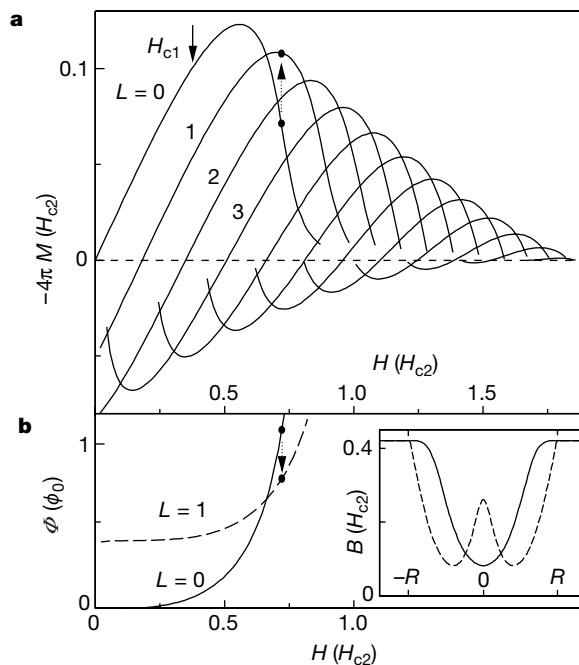 a
H_c1
0.1
L = 0
1
2
3
−4π M (H_c2)
0
H (H_c2)
0.5
1.0
1.5
b
1
Φ (ϕ_0)
L = 1
L = 0
0
0
0.5
1.0
H (H_c2)
0.4
B (H_c2)
0
−R
0
R